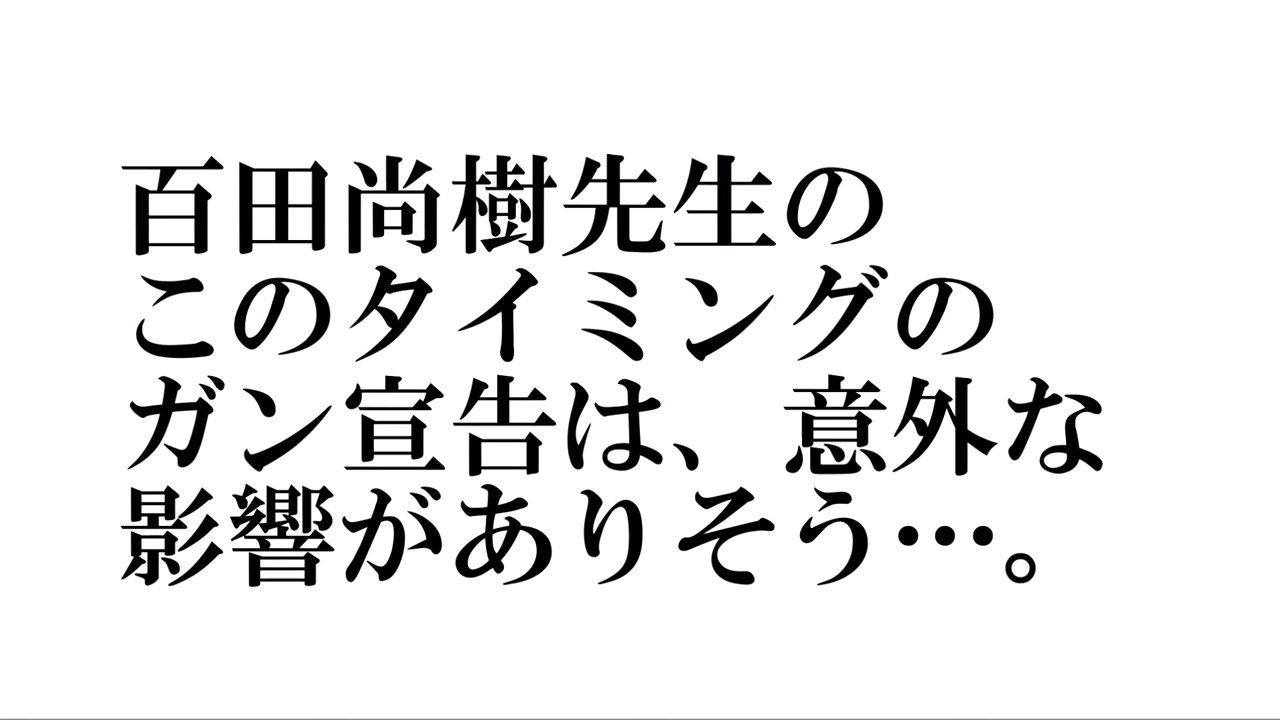 百田尚樹先生の
このタイミングの
ガン宣告は、意外な
影響がありそう…。